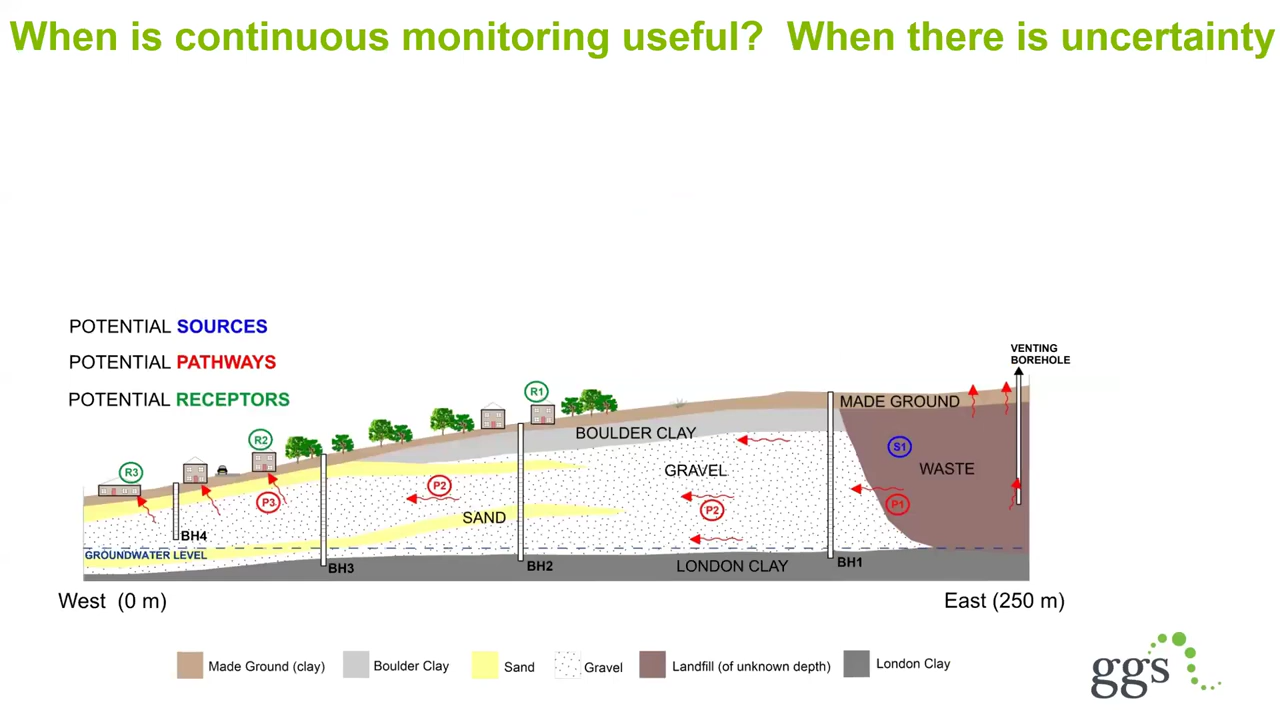 When is continuous monitoring useful?  When there is uncertainty
POTENTIAL SOURCES
POTENTIAL PATHWAYS
POTENTIAL RECEPTORS
VENTING
BOREHOLE
R1
MADE GROUND
BOULDER CLAY
R2
S1
GRAVEL
WASTE
R3
P2
P3
P1
P2
SAND
BH4
GROUNDWATER LEVEL
BH3
BH2
LONDON CLAY
BH1
West (0 m)
East (250 m)
Made Ground (clay)
Boulder Clay
Sand
Gravel
Landfill (of unknown depth)
London Clay
ggs